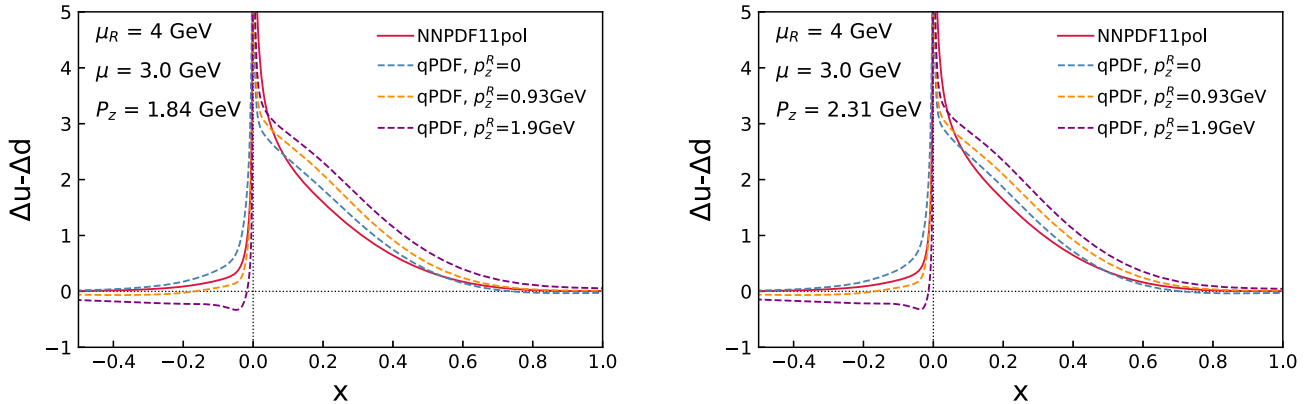 μ_R = 4 GeV
μ = 3.0 GeV
P_z = 1.84 GeV
NNPDF11pol
qPDF, p_z^R=0
qPDF, p_z^R=0.93GeV
qPDF, p_z^R=1.9GeV
Δu-Δd
5
4
3
2
1
0
−1
−0.4
−0.2
0.0
0.2
0.4
0.6
0.8
1.0
x
μ_R = 4 GeV
μ = 3.0 GeV
P_z = 2.31 GeV
NNPDF11pol
qPDF, p_z^R=0
qPDF, p_z^R=0.93GeV
qPDF, p_z^R=1.9GeV
Δu-Δd
5
4
3
2
1
0
−1
−0.4
−0.2
0.0
0.2
0.4
0.6
0.8
1.0
x